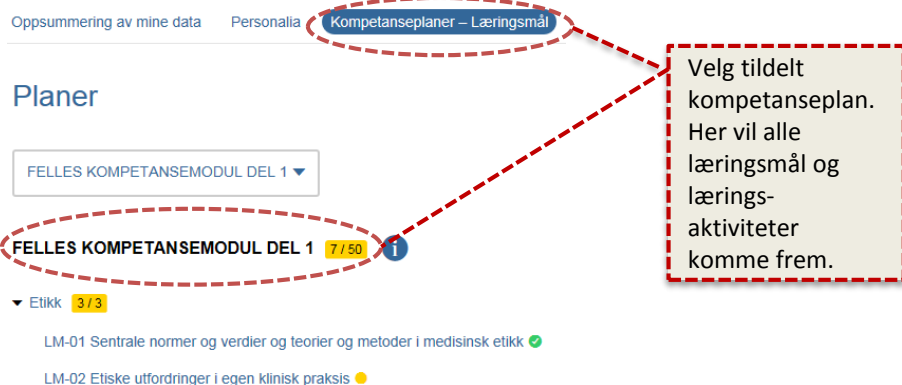 Oppsummering av mine data Personalia Kompetanseplaner – Læringsmål
Planer
FELLES KOMPETANSEMODUL DEL 1
FELLES KOMPETANSEMODUL DEL 1 7 / 50 i
Etikk 3 / 3
LM-01 Sentrale normer og verdier og teorier og metoder i medisinsk etikk
LM-02 Etiske utfordringer i egen klinisk praksis
Velg tildelt
kompetanseplan.
Her vil alle
læringsmål og
lærings-
aktiviteter
komme frem.